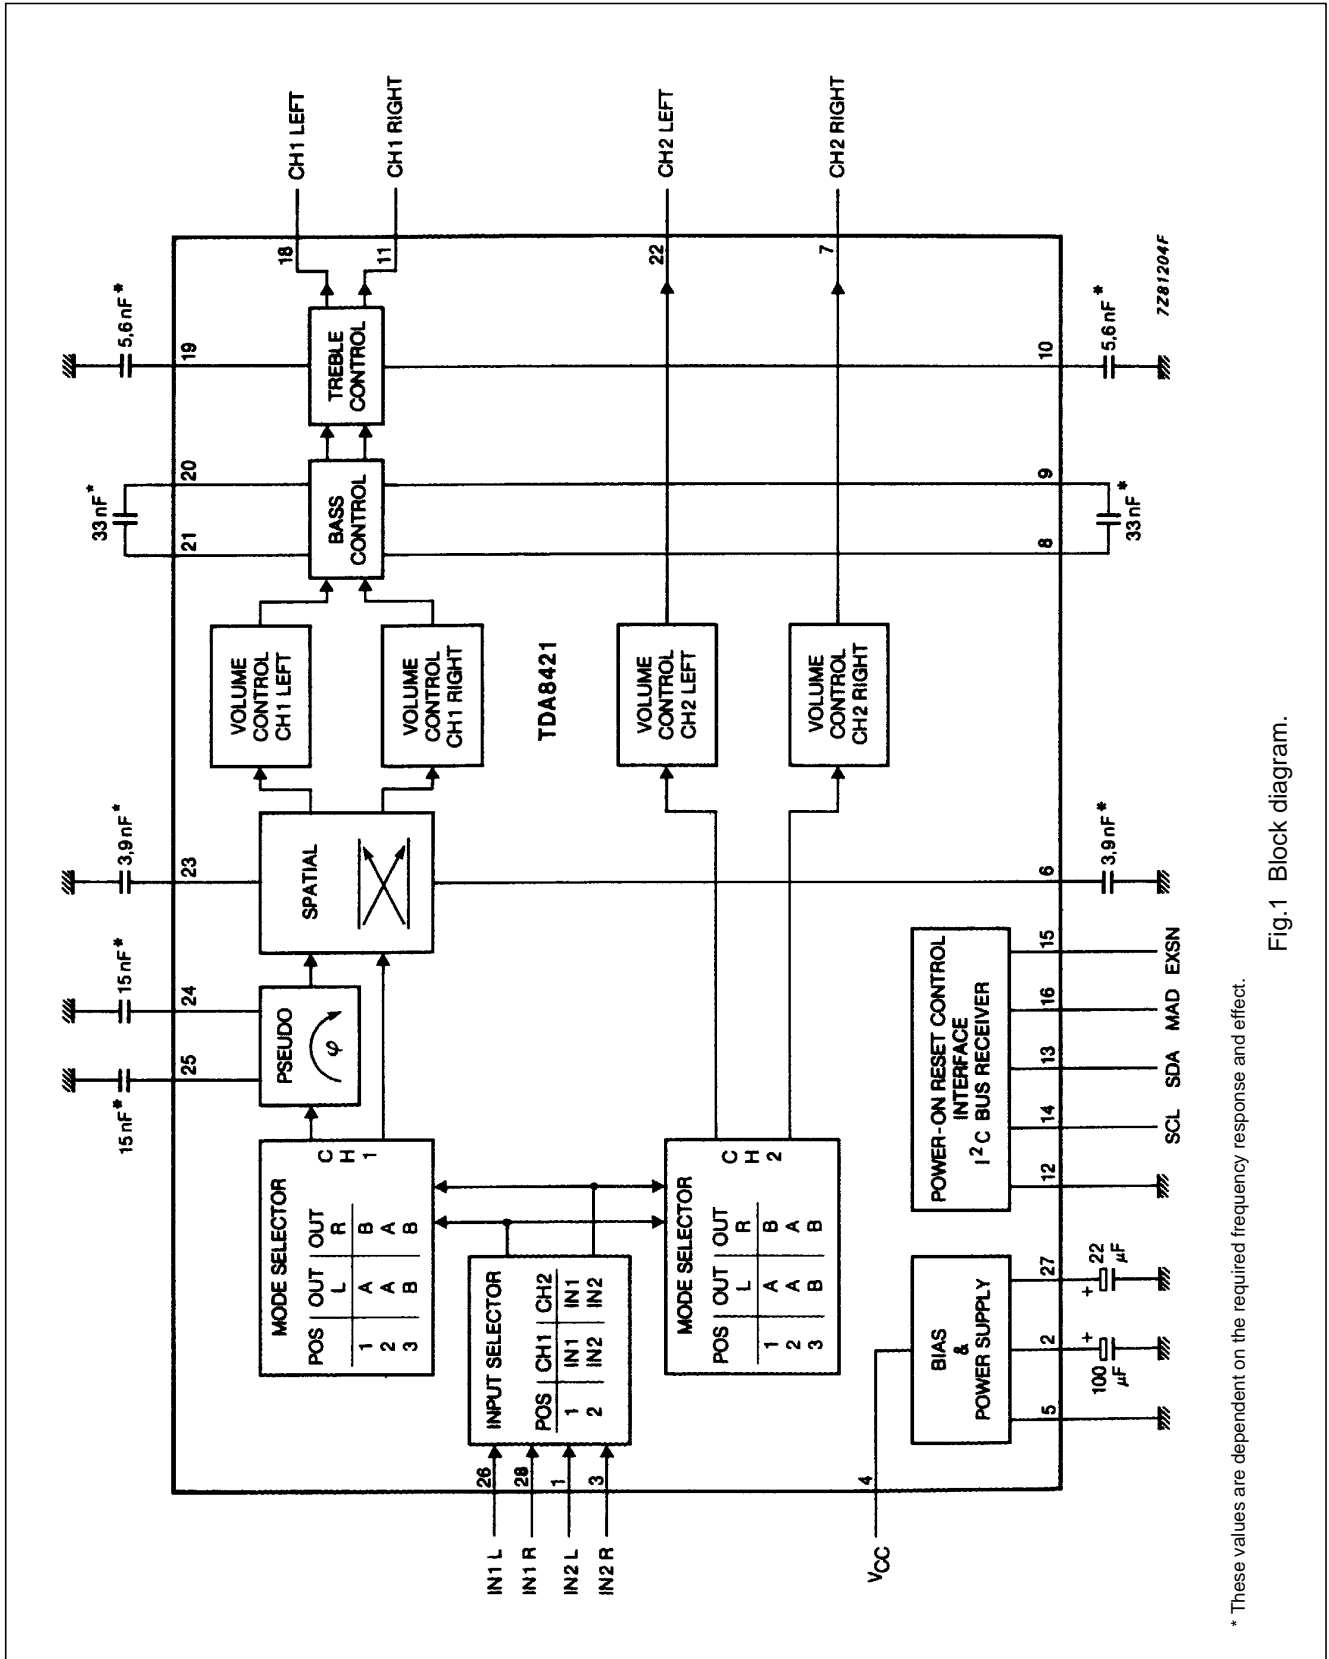 15 nF*
15 nF*
3,9 nF*
33 nF*
5,6 nF*
25
24
23
21
20
19
MODE SELECTOR
POS OUT OUT
L R
1 A B
2 A A
3 B B
C
H
1
PSEUDO
φ
SPATIAL
VOLUME
CONTROL
CH1 LEFT
VOLUME
CONTROL
CH1 RIGHT
BASS
CONTROL
TREBLE
CONTROL
18
CH1 LEFT
11
CH1 RIGHT
IN1 L
26
IN1 R
28
IN2 L
1
IN2 R
3
INPUT SELECTOR
POS CH1 CH2
1 IN1 IN1
2 IN2 IN2
TDA8421
MODE SELECTOR
POS OUT OUT
L R
1 A B
2 A A
3 B B
C
H
2
VOLUME
CONTROL
CH2 LEFT
22
CH2 LEFT
VOLUME
CONTROL
CH2 RIGHT
7
CH2 RIGHT
VCC
4
BIAS
&
POWER SUPPLY
POWER-ON RESET CONTROL
INTERFACE
I2C BUS RECEIVER
5
2
27
12
14
13
16
15
6
8
9
10
100
μF
+
+
22
μF
SCL
SDA
MAD
EXSN
3,9 nF*
33 nF*
5,6 nF*
7Z81204F
* These values are dependent on the required frequency response and effect.
Fig.1 Block diagram.